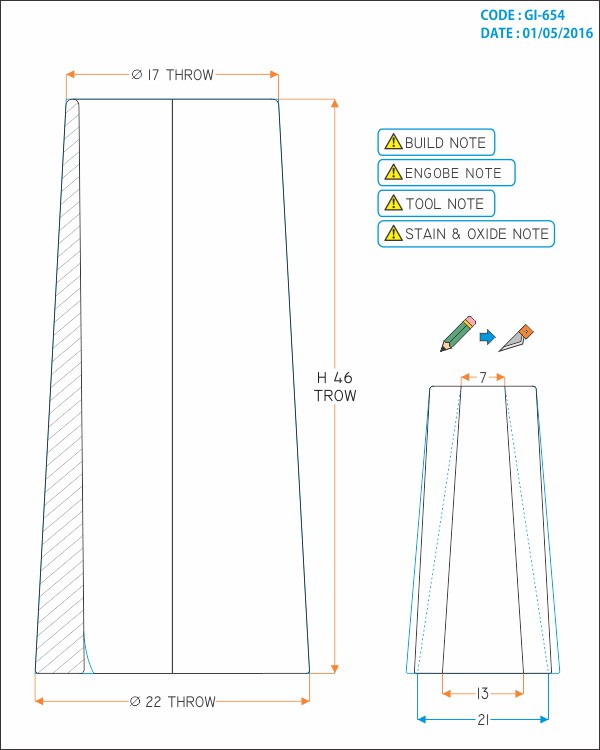 CODE : GI-654
DATE : 01/05/2016
Ø 17 THROW
BUILD NOTE
ENGOBE NOTE
TOOL NOTE
STAIN & OXIDE NOTE
H 46
TROW
7
13
21
Ø 22 THROW